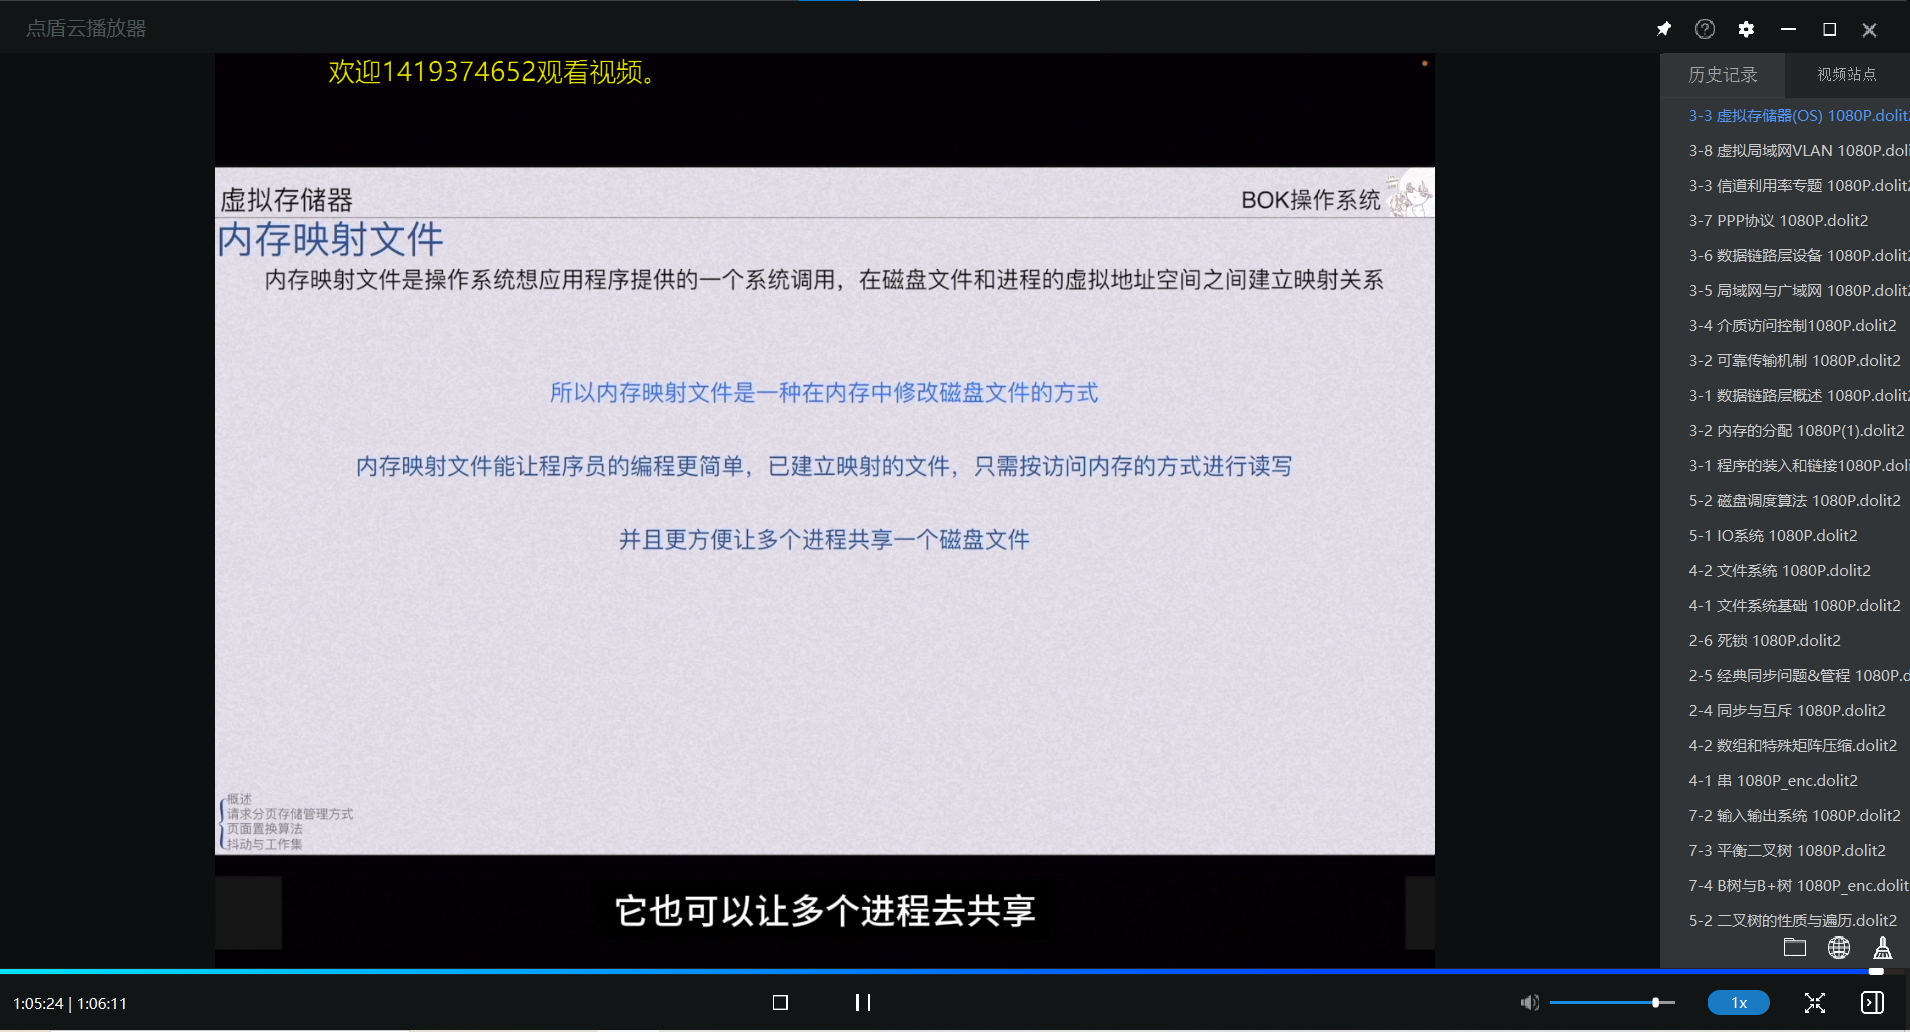 点盾云播放器
欢迎1419374652观看视频。
虚拟存储器
BOK操作系统
内存映射文件
内存映射文件是操作系统想应用程序提供的一个系统调用，在磁盘文件和进程的虚拟地址空间之间建立映射关系
所以内存映射文件是一种在内存中修改磁盘文件的方式
内存映射文件能让程序员的编程更简单，已建立映射的文件，只需按访问内存的方式进行读写
并且更方便让多个进程共享一个磁盘文件
概述
请求分页存储管理方式
页面置换算法
抖动与工作集
它也可以让多个进程去共享
历史记录
视频站点
3-3 虚拟存储器(OS) 1080P.dolit2
3-8 虚拟局域网VLAN 1080P.doli
3-3 信道利用率专题 1080P.dolit2
3-7 PPP协议 1080P.dolit2
3-6 数据链路层设备 1080P.dolit2
3-5 局域网与广域网 1080P.dolit2
3-4 介质访问控制1080P.dolit2
3-2 可靠传输机制 1080P.dolit2
3-1 数据链路层概述 1080P.dolit2
3-2 内存的分配 1080P(1).dolit2
3-1 程序的装入和链接1080P.doli
5-2 磁盘调度算法 1080P.dolit2
5-1 IO系统 1080P.dolit2
4-2 文件系统 1080P.dolit2
4-1 文件系统基础 1080P.dolit2
2-6 死锁 1080P.dolit2
2-5 经典同步问题&管程 1080P.d
2-4 同步与互斥 1080P.dolit2
4-2 数组和特殊矩阵压缩.dolit2
4-1 串 1080P_enc.dolit2
7-2 输入输出系统 1080P.dolit2
7-3 平衡二叉树 1080P.dolit2
7-4 B树与B+树 1080P_enc.dolit
5-2 二叉树的性质与遍历.dolit2
1:05:24 | 1:06:11
1x